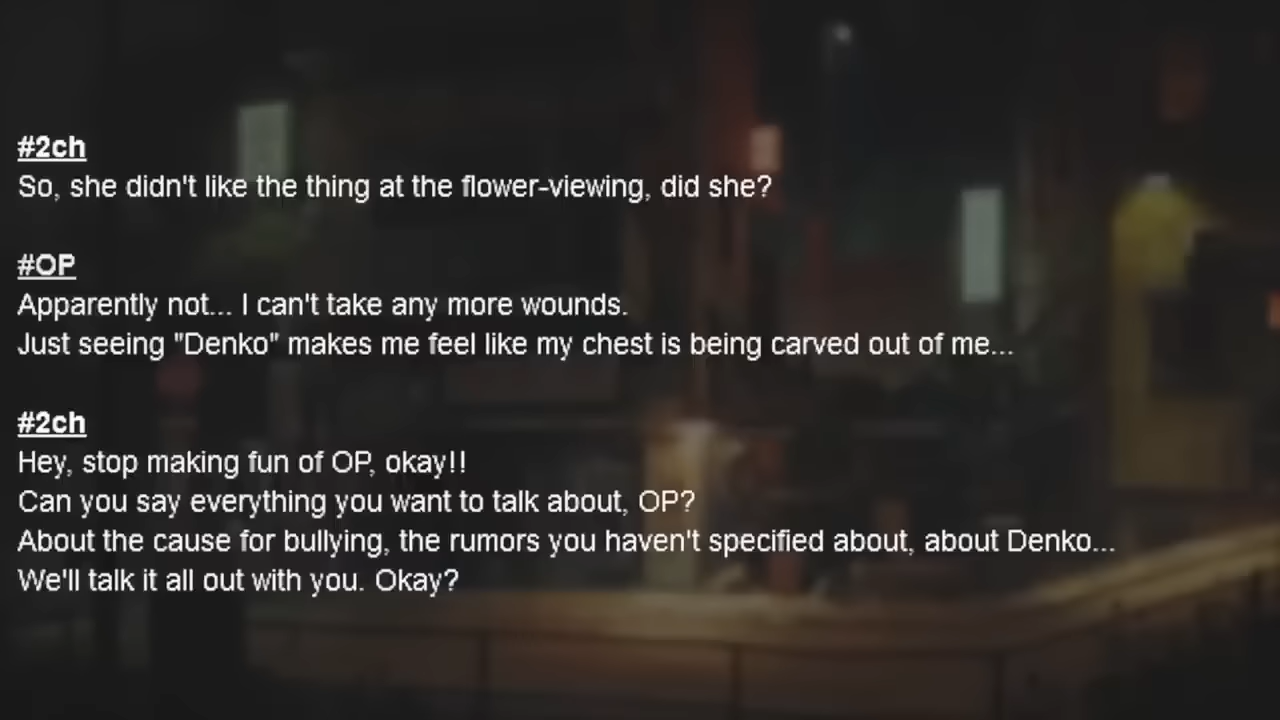 #2ch
So, she didn't like the thing at the flower-viewing, did she?
#OP
Apparently not... I can't take any more wounds.
Just seeing "Denko" makes me feel like my chest is being carved out of me...
#2ch
Hey, stop making fun of OP, okay!!
Can you say everything you want to talk about, OP?
About the cause for bullying, the rumors you haven't specified about, about Denko...
We'll talk it all out with you. Okay?